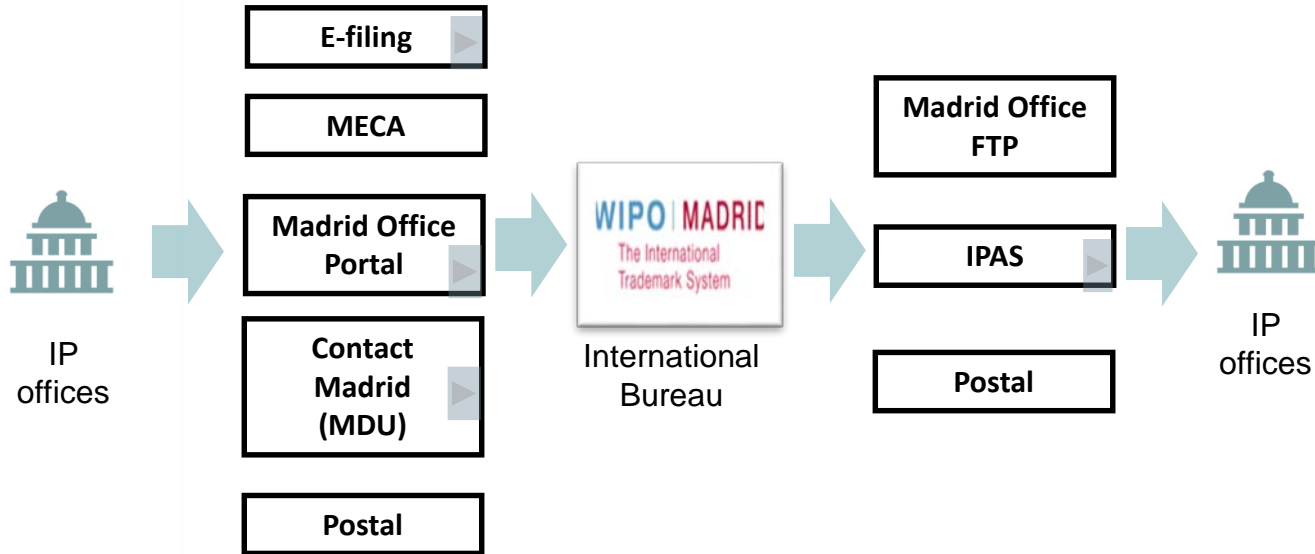 IP
offices
E-filing
MECA
Madrid Office
Portal
Contact
Madrid
(MDU)
Postal
WIPO | MADRID
The International
Trademark System
International
Bureau
Madrid Office
FTP
IPAS
Postal
IP
offices